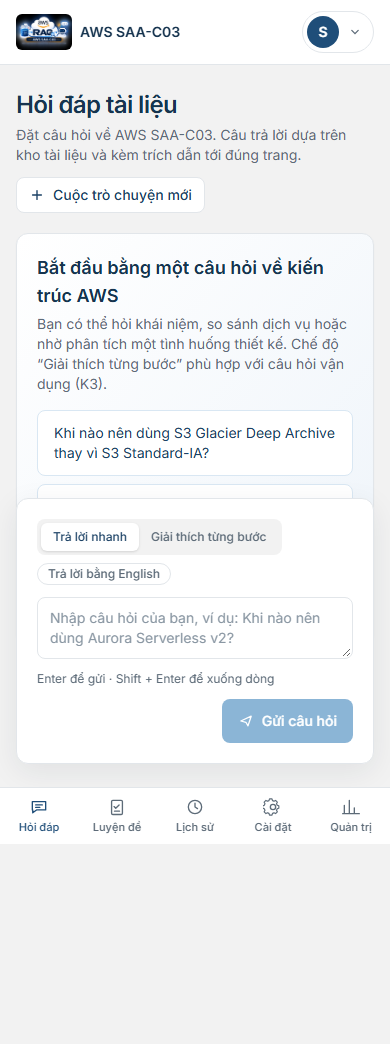 aws
RAG
AWS SAA-C03
S
Hỏi đáp tài liệu
Đặt câu hỏi về AWS SAA-C03. Câu trả lời dựa trên
kho tài liệu và kèm trích dẫn tới đúng trang.
Cuộc trò chuyện mới
Bắt đầu bằng một câu hỏi về kiến
trúc AWS
Bạn có thể hỏi khái niệm, so sánh dịch vụ hoặc
nhờ phân tích một tình huống thiết kế. Chế độ
“Giải thích từng bước” phù hợp với câu hỏi vận
dụng (K3).
Khi nào nên dùng S3 Glacier Deep Archive
thay vì S3 Standard-IA?
Trả lời nhanh
Giải thích từng bước
Trả lời bằng English
Nhập câu hỏi của bạn, ví dụ: Khi nào nên
dùng Aurora Serverless v2?
Enter để gửi · Shift + Enter để xuống dòng
Gửi câu hỏi
Hỏi đáp
Luyện đề
Lịch sử
Cài đặt
Quản trị